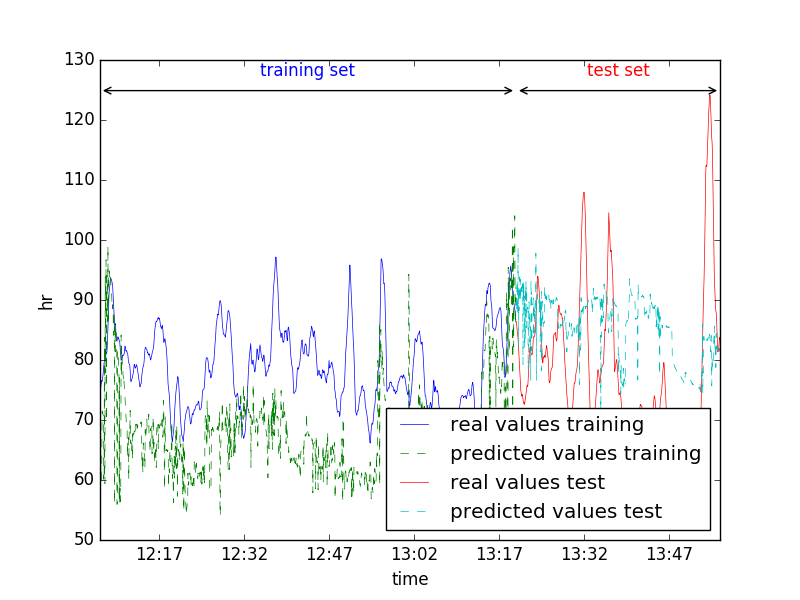 130
training set
test set
120
110
100
90
80
70
60
50
hr
real values training
predicted values training
real values test
predicted values test
12:17
12:32
12:47
13:02
13:17
13:32
13:47
time